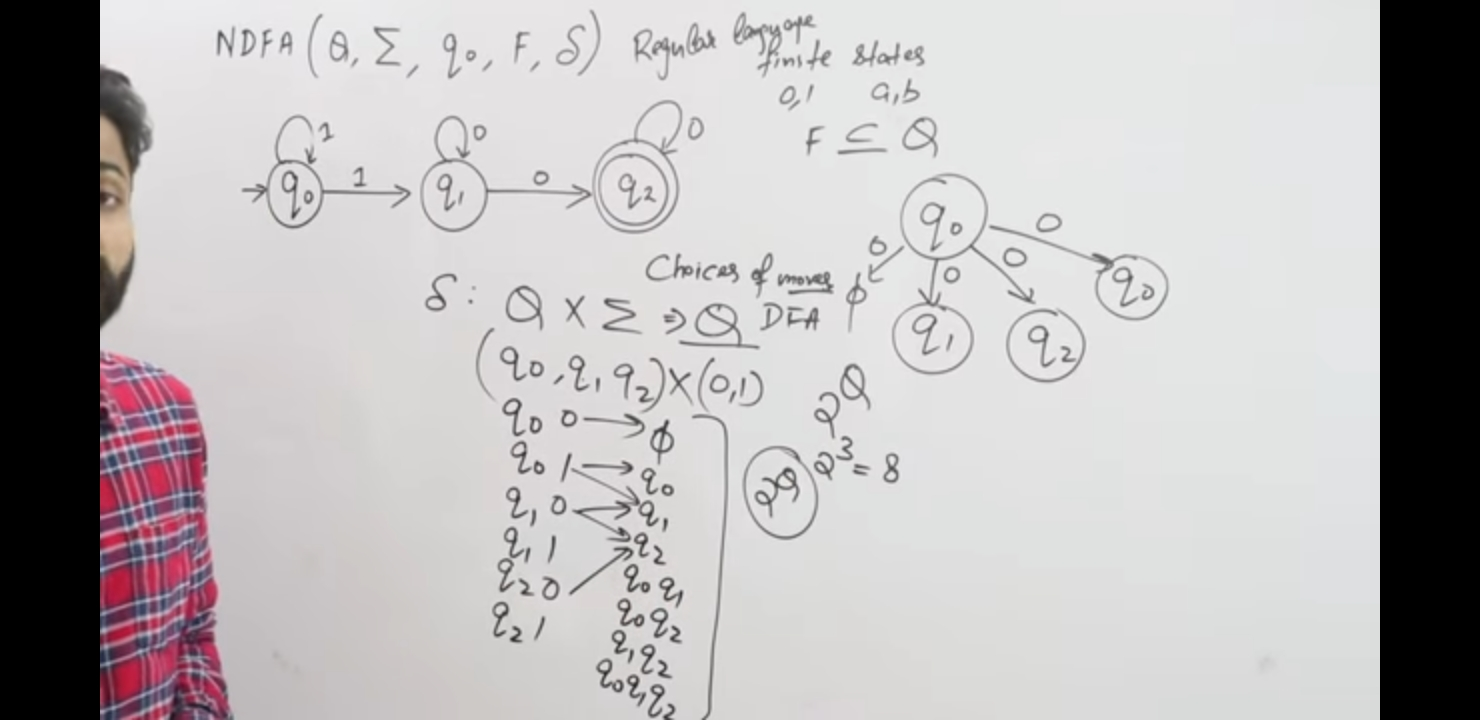 NDFA (Q, Σ, q0, F, δ) Regular language
finite states
0,1 a,b
F ⊆ Q
1 0 0
→ q0 1 → q1 0 → q2
q0
0 0 0 0
ϕ q1 q2 q0
Choices of moves
δ : Q X Σ ⇒ Q DFA
(q0, q1 q2) X (0,1)
2^Q
q0 0 → ϕ
2^3 = 8
q0 1 → q0
2^Q
q1 0 → q1
q1 1 q2
q2 0 q0 q1
q2 1 q0 q2
q1 q2
q0 q1 q2